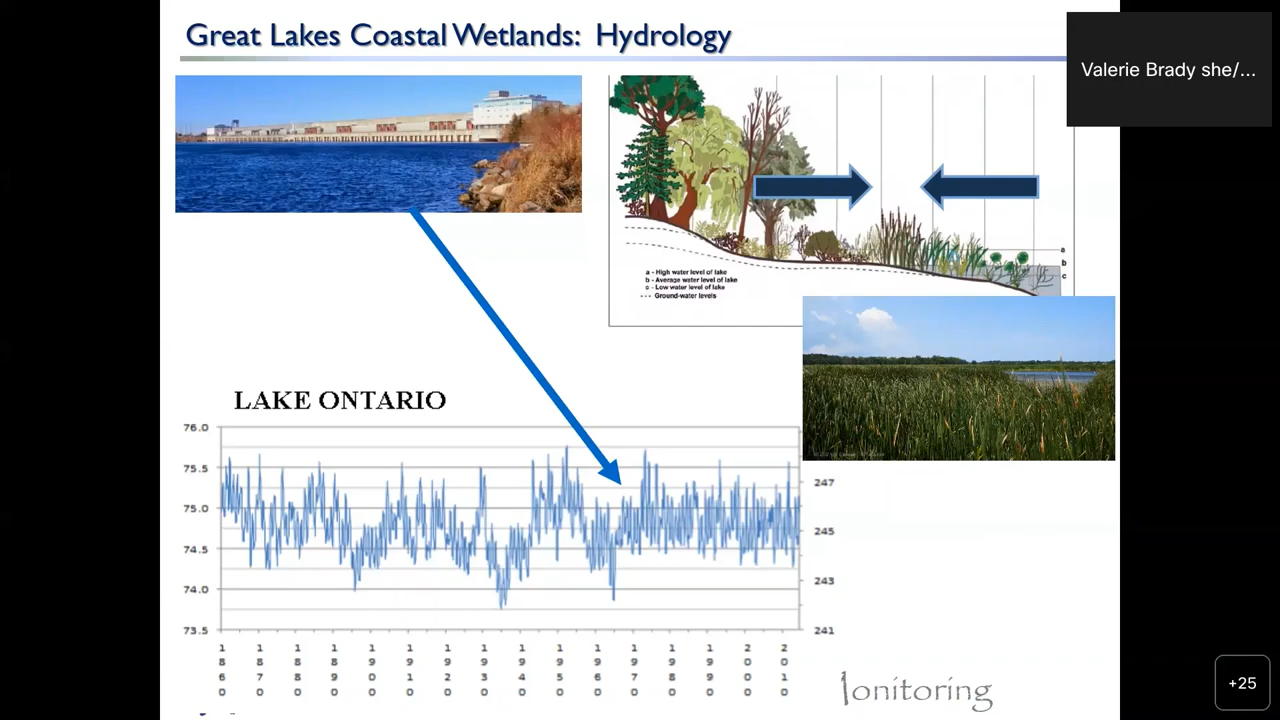 Great Lakes Coastal Wetlands: Hydrology
Valerie Brady she/...
a
b
c
a - High water level of lake
b - Average water level of lake
c - Low water level of lake
Ground-water levels
LAKE ONTARIO
76.0
75.5
75.0
74.5
74.0
73.5
247
245
243
241
1860
1870
1880
1890
1900
1910
1920
1930
1940
1950
1960
1970
1980
1990
2000
2010
onitoring
+25